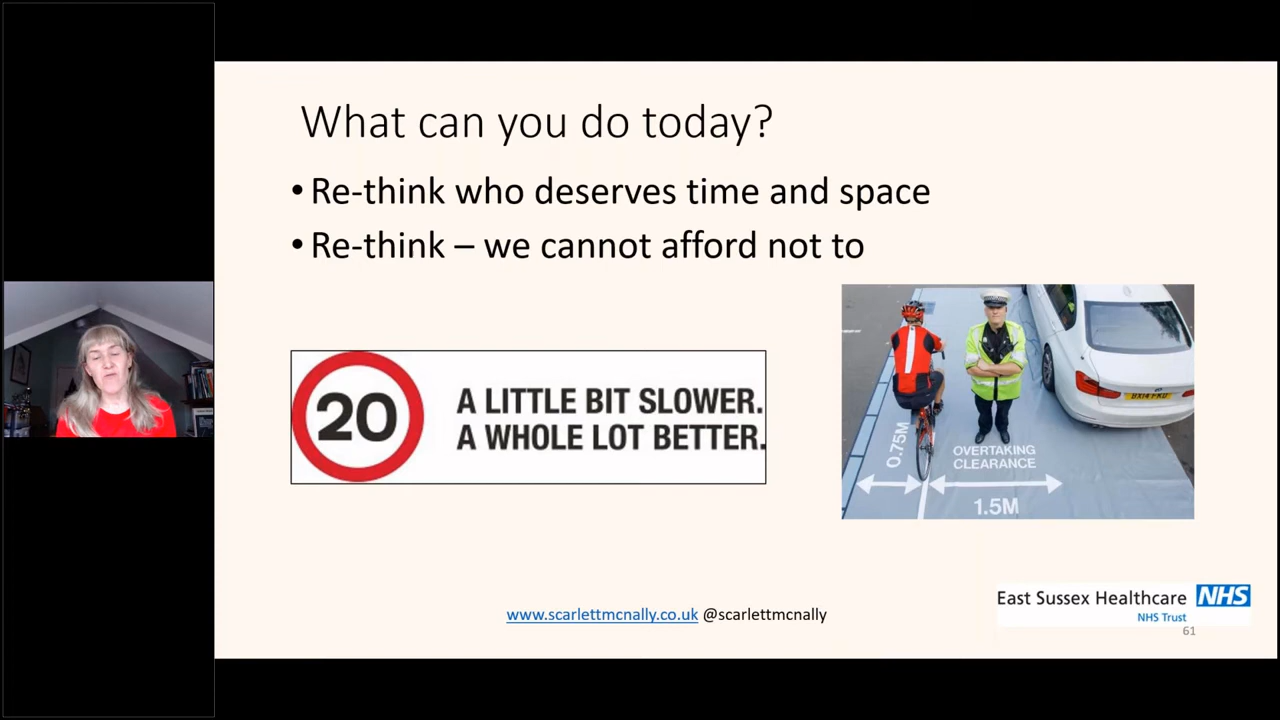 What can you do today?
• Re-think who deserves time and space
• Re-think – we cannot afford not to
20
A LITTLE BIT SLOWER.
A WHOLE LOT BETTER.
0.75M
OVERTAKING
CLEARANCE
1.5M
www.scarlettmcnally.co.uk @scarlettmcnally
East Sussex Healthcare NHS
NHS Trust
61